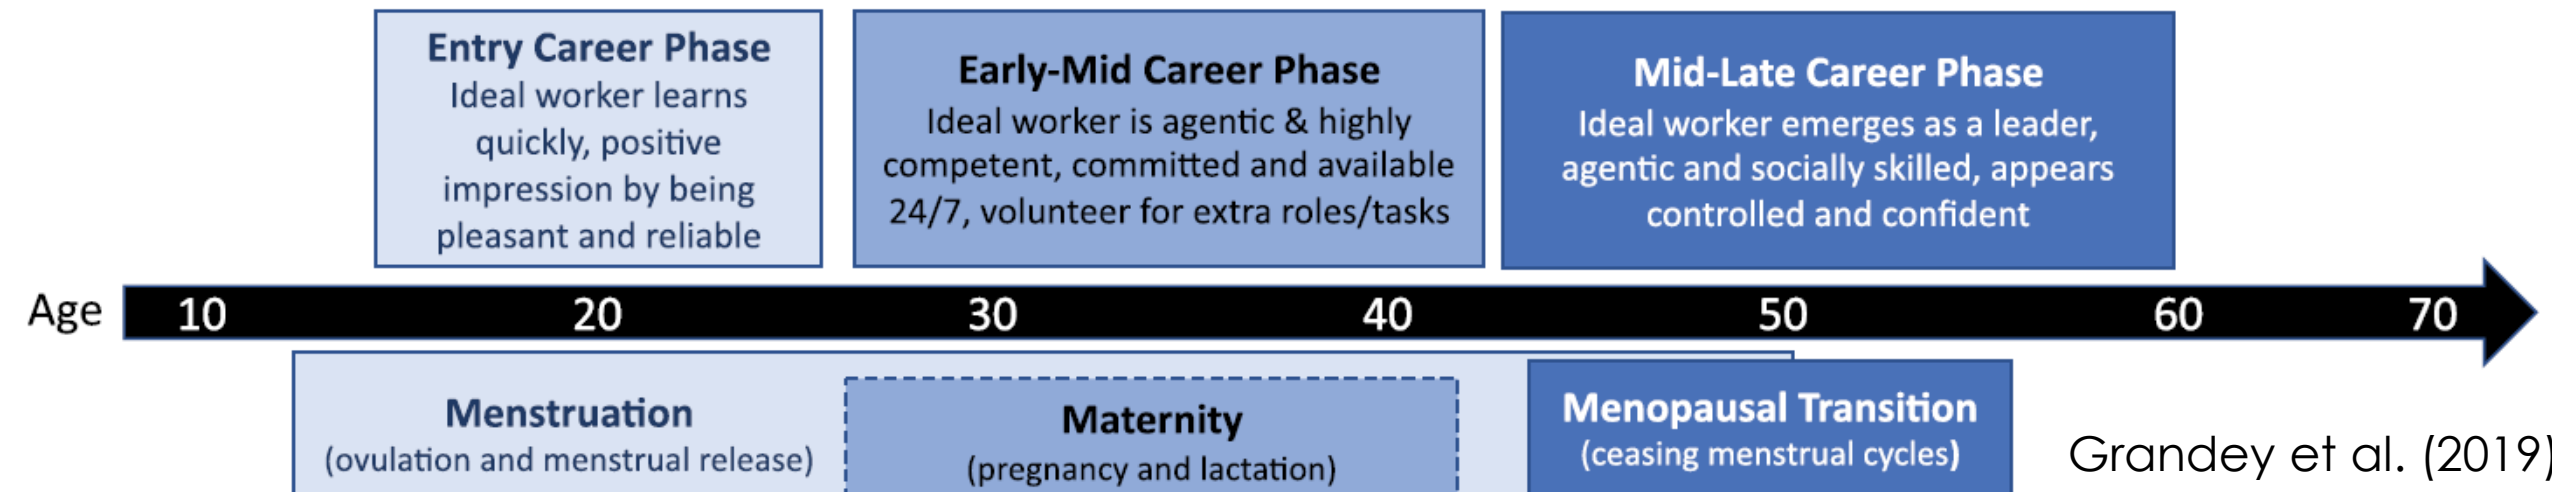 Entry Career Phase
Ideal worker learns
quickly, positive
impression by being
pleasant and reliable
Early-Mid Career Phase
Ideal worker is agentic & highly
competent, committed and available
24/7, volunteer for extra roles/tasks
Mid-Late Career Phase
Ideal worker emerges as a leader,
agentic and socially skilled, appears
controlled and confident
Age 10 20 30 40 50 60 70
Menstruation
(ovulation and menstrual release)
Maternity
(pregnancy and lactation)
Menopausal Transition
(ceasing menstrual cycles)
Grandey et al. (2019)